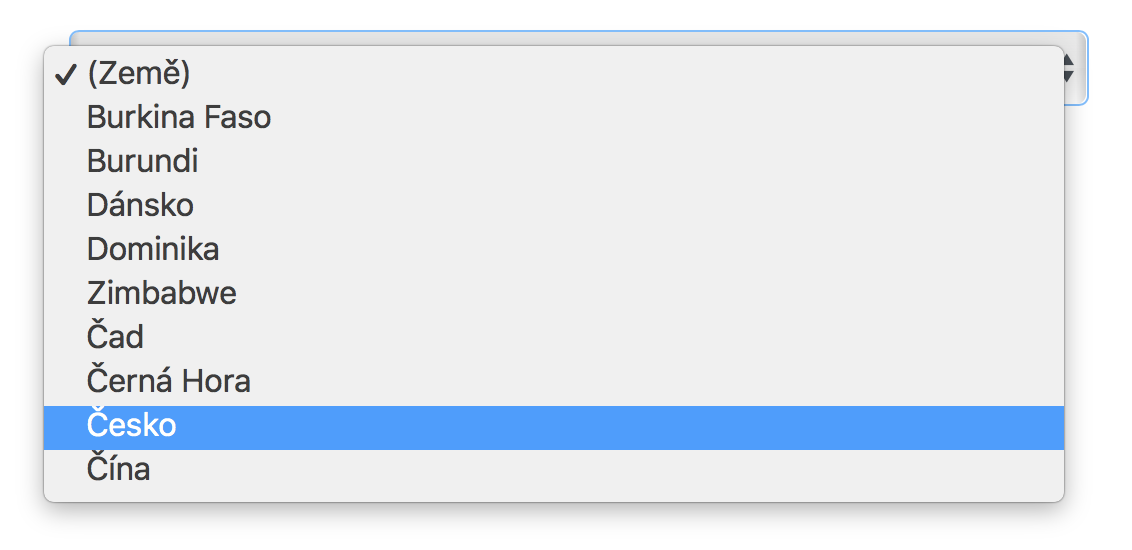 (Země)
Burkina Faso
Burundi
Dánsko
Dominika
Zimbabwe
Čad
Černá Hora
Česko
Čína